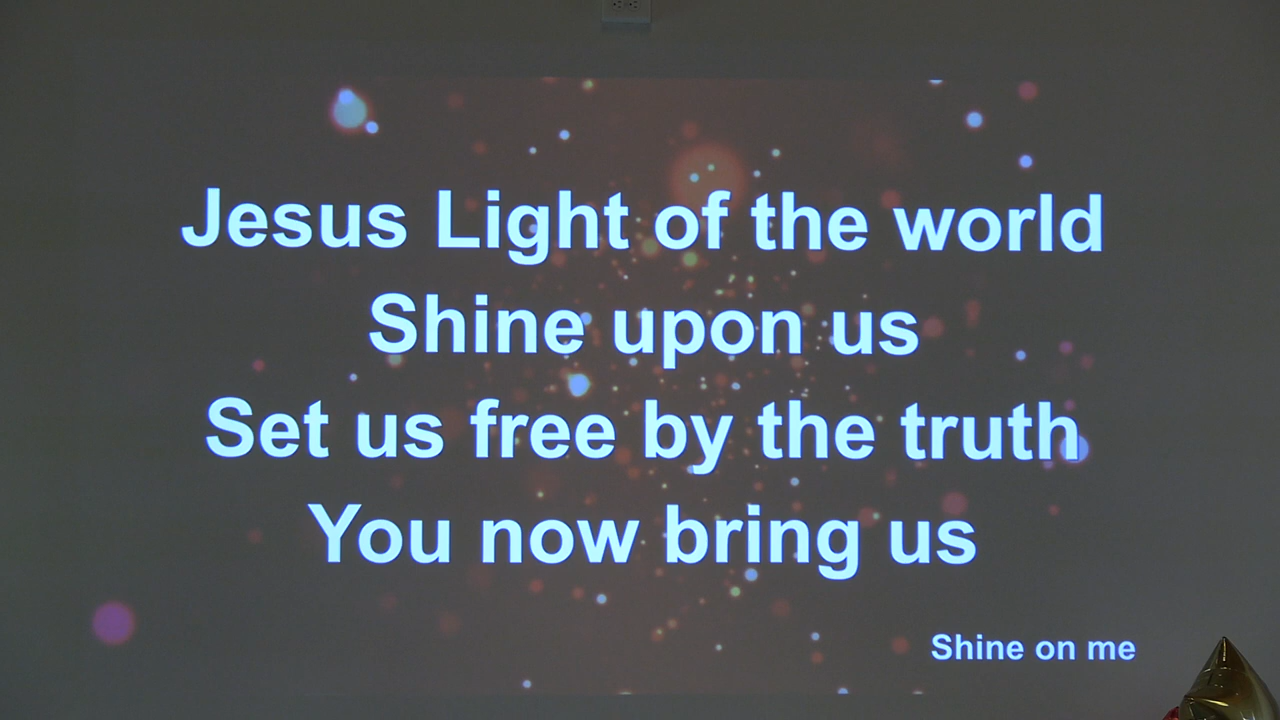 Jesus Light of the world
Shine upon us
Set us free by the truth
You now bring us
Shine on me